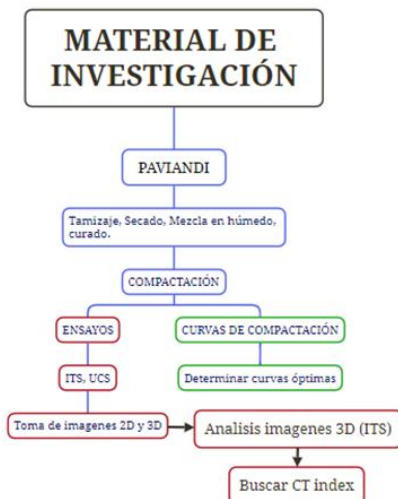 MATERIAL DE
INVESTIGACIÓN
PAVIANDI
Tamizaje, Secado, Mezcla en húmedo,
curado.
COMPACTACIÓN
ENSAYOS
CURVAS DE COMPACTACIÓN
ITS, UCS
Determinar curvas óptimas
Toma de imagenes 2D y 3D
Analisis imagenes 3D (ITS)
Buscar CT index